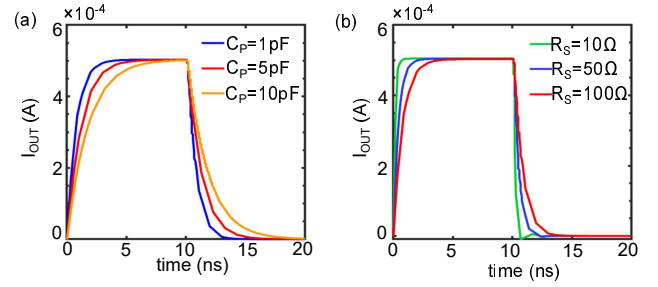 (a)
×10⁻⁴
6
4
2
0
I_OUT (A)
C_P=1pF
C_P=5pF
C_P=10pF
0 5 10 15 20
time (ns)
(b)
×10⁻⁴
6
4
2
0
I_OUT (A)
R_S=10Ω
R_S=50Ω
R_S=100Ω
0 5 10 15 20
time (ns)